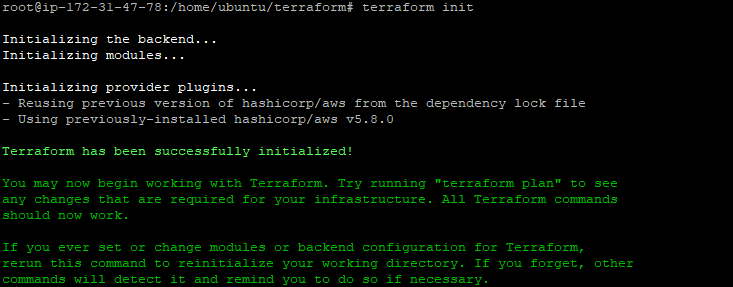 root@ip-172-31-47-78:/home/ubuntu/terraform# terraform init
Initializing the backend...
Initializing modules...
Initializing provider plugins...
- Reusing previous version of hashicorp/aws from the dependency lock file
- Using previously-installed hashicorp/aws v5.8.0
Terraform has been successfully initialized!
You may now begin working with Terraform. Try running "terraform plan" to see
any changes that are required for your infrastructure. All Terraform commands
should now work.
If you ever set or change modules or backend configuration for Terraform,
rerun this command to reinitialize your working directory. If you forget, other
commands will detect it and remind you to do so if necessary.